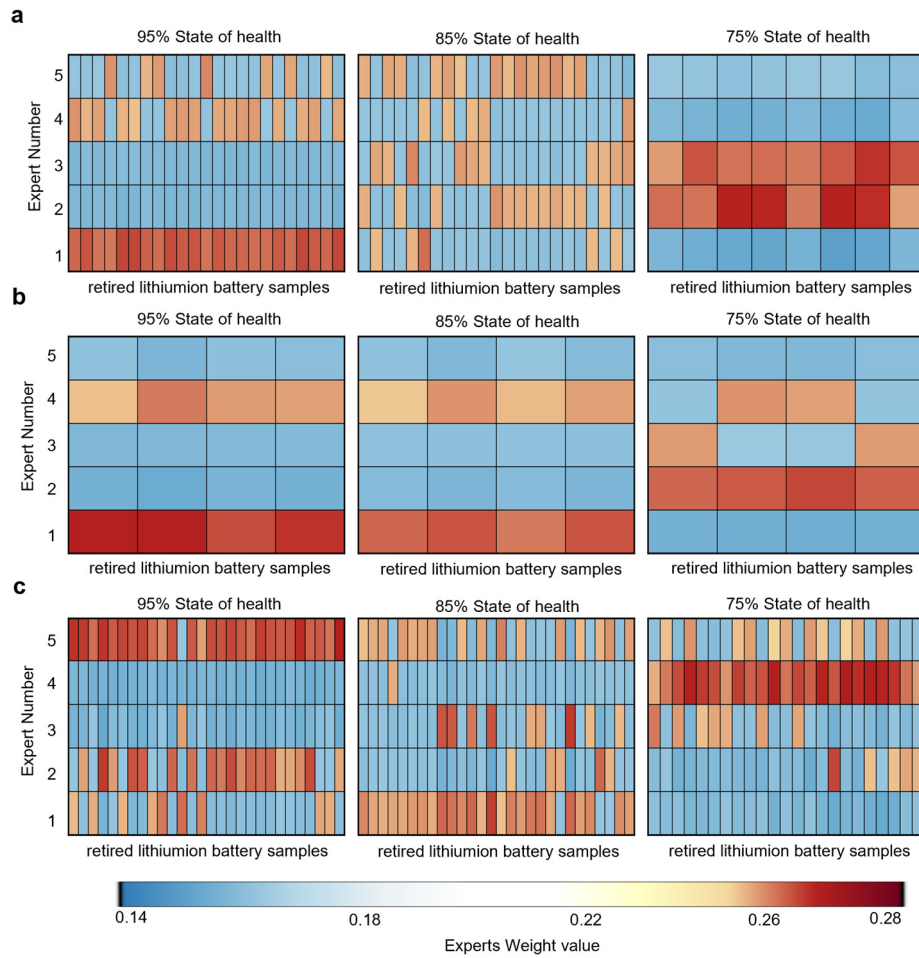 a
95% State of health 85% State of health 75% State of health
Expert Number
5
4
3
2
1
retired lithiumion battery samples retired lithiumion battery samples retired lithiumion battery samples
b
95% State of health 85% State of health 75% State of health
Expert Number
5
4
3
2
1
retired lithiumion battery samples retired lithiumion battery samples retired lithiumion battery samples
c
95% State of health 85% State of health 75% State of health
Expert Number
5
4
3
2
1
retired lithiumion battery samples retired lithiumion battery samples retired lithiumion battery samples
0.14 0.18 0.22 0.26 0.28
Experts Weight value